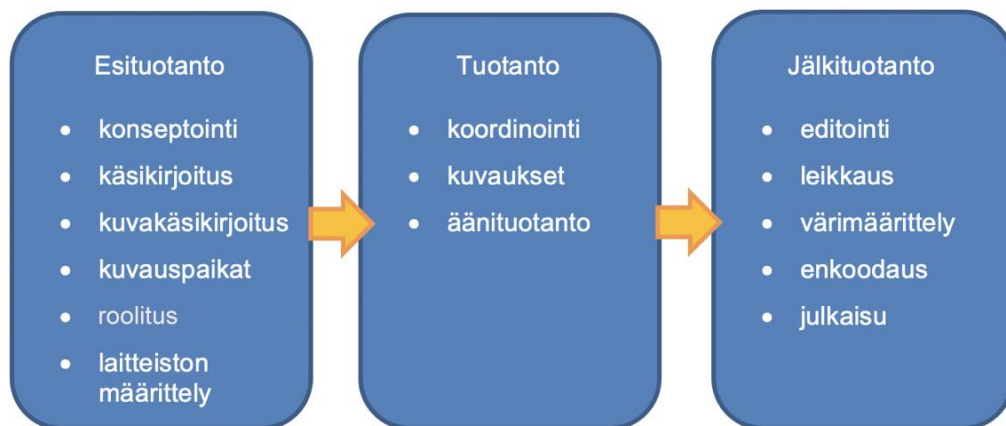 Esituotanto
• konseptointi
• käsikirjoitus
• kuvakäsikirjoitus
• kuvauspaikat
• roolitus
• laitteiston
määrittely
Tuotanto
• koordinointi
• kuvaukset
• äänituotanto
Jälkituotanto
• editointi
• leikkaus
• värimäärittely
• enkoodaus
• julkaisu